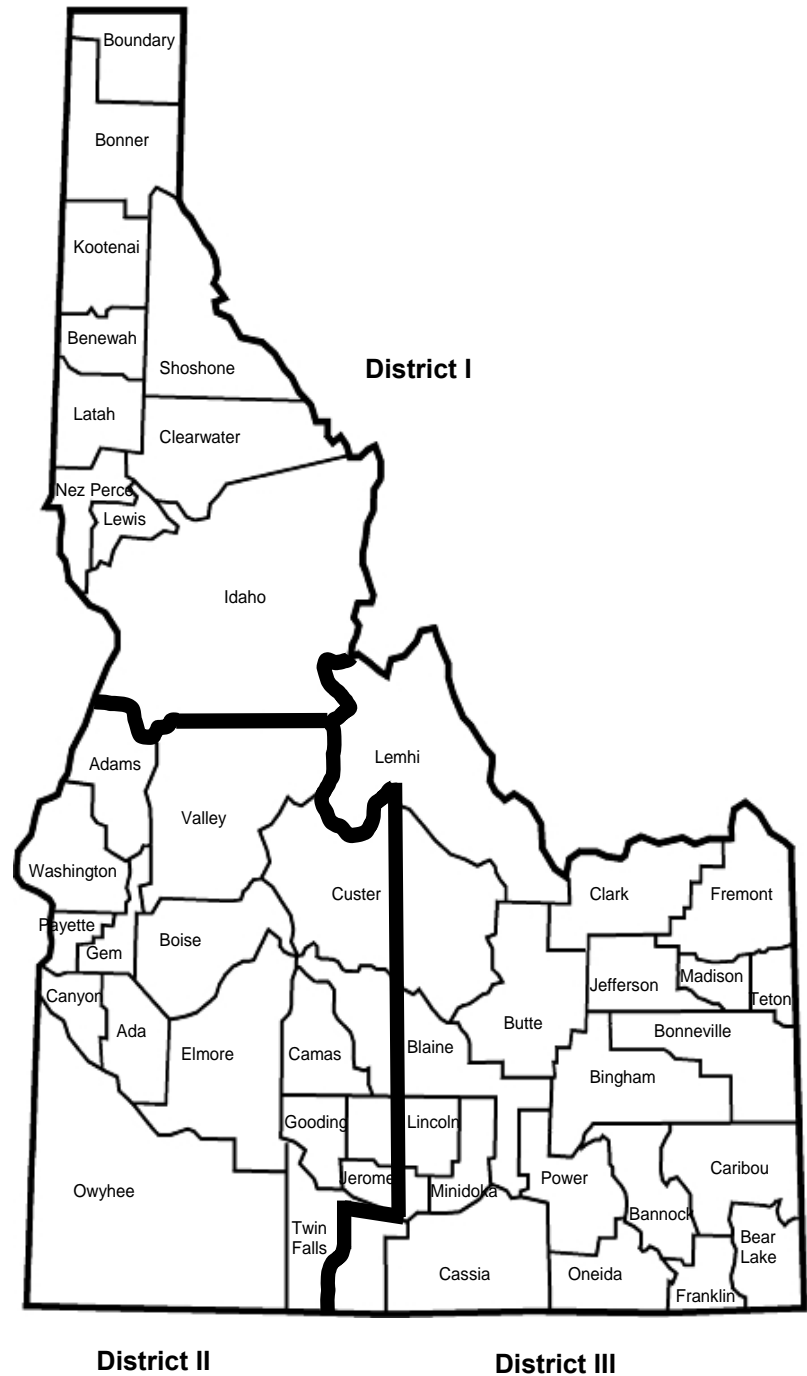 Boundary
Bonner
Kootenai
Benewah
Shoshone
District I
Latah
Clearwater
Nez Perce
Lewis
Idaho
Lemhi
Adams
Valley
Washington
Custer
Clark
Fremont
Payette
Boise
Gem
Madison
Jefferson
Teton
Canyon
Ada
Butte
Bonneville
Elmore
Camas
Blaine
Bingham
Gooding
Lincoln
Jerome
Minidoka
Power
Caribou
Owyhee
Bannock
Twin
Falls
Bear
Lake
Cassia
Oneida
Franklin
District II
District III